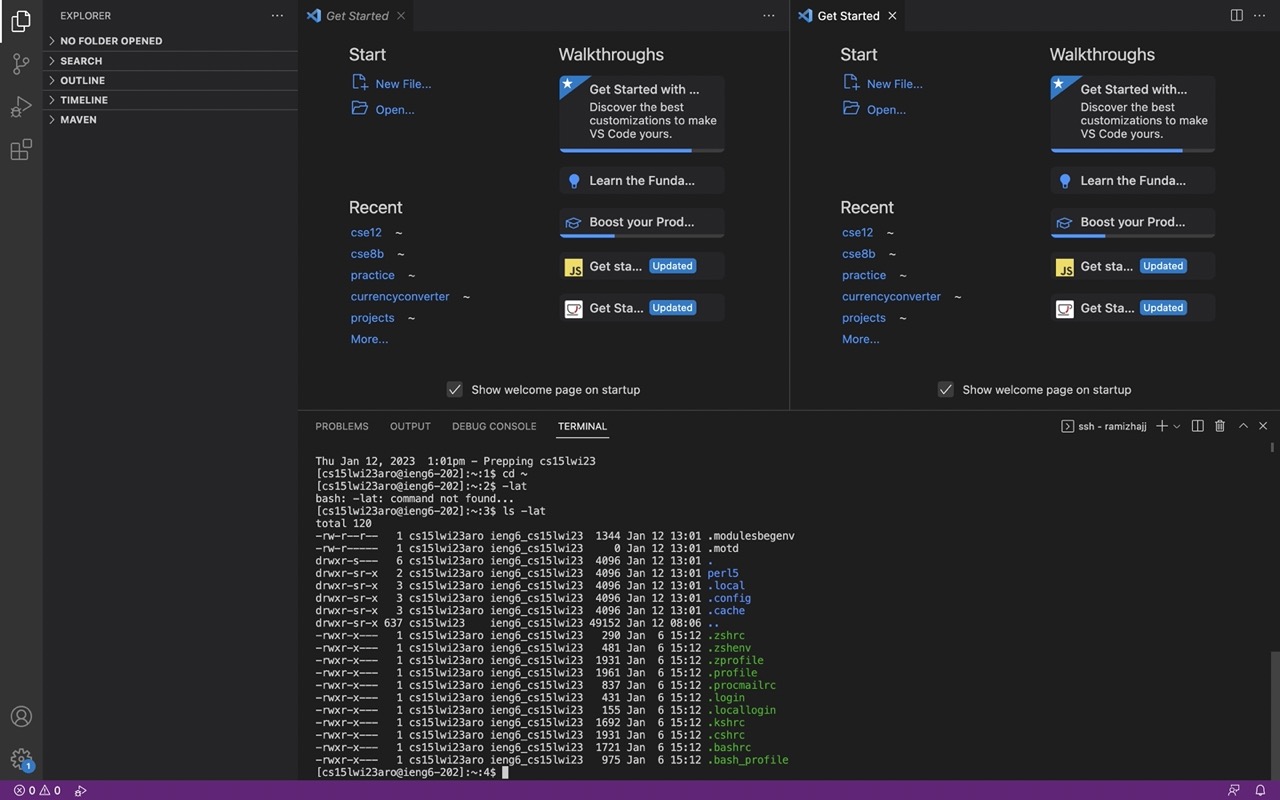 EXPLORER
NO FOLDER OPENED
SEARCH
OUTLINE
TIMELINE
MAVEN
1
Get Started
Start
New File...
Open...
Recent
cse12 ~
cse8b ~
practice ~
currencyconverter ~
projects ~
More...
Walkthroughs
Get Started with ...
Discover the best
customizations to make
VS Code yours.
Learn the Funda...
Boost your Prod...
JS Get sta... Updated
Get Sta... Updated
Show welcome page on startup
Get Started
Start
New File...
Open...
Recent
cse12 ~
cse8b ~
practice ~
currencyconverter ~
projects ~
More...
Walkthroughs
Get Started with...
Discover the best
customizations to make
VS Code yours.
Learn the Funda...
Boost your Prod...
JS Get sta... Updated
Get Sta... Updated
Show welcome page on startup
PROBLEMS OUTPUT DEBUG CONSOLE TERMINAL ssh - ramizhajj
Thu Jan 12, 2023  1:01pm - Prepping cs15lwi23
[cs15lwi23aro@ieng6-202]:~:1$ cd ~
[cs15lwi23aro@ieng6-202]:~:2$ -lat
bash: -lat: command not found...
[cs15lwi23aro@ieng6-202]:~:3$ ls -lat
total 120
-rw-r--r--   1 cs15lwi23aro ieng6_cs15lwi23  1344 Jan 12 13:01 .modulesbegenv
-rw-r-----   1 cs15lwi23aro ieng6_cs15lwi23     0 Jan 12 13:01 .motd
drwxr-s---   6 cs15lwi23aro ieng6_cs15lwi23  4096 Jan 12 13:01 .
drwxr-sr-x   2 cs15lwi23aro ieng6_cs15lwi23  4096 Jan 12 13:01 perl5
drwxr-sr-x   3 cs15lwi23aro ieng6_cs15lwi23  4096 Jan 12 13:01 .local
drwxr-sr-x   3 cs15lwi23aro ieng6_cs15lwi23  4096 Jan 12 13:01 .config
drwxr-sr-x   3 cs15lwi23aro ieng6_cs15lwi23  4096 Jan 12 13:01 .cache
drwxr-sr-x 637 cs15lwi23    ieng6_cs15lwi23 49152 Jan 12 08:06 ..
-rwxr-x---   1 cs15lwi23aro ieng6_cs15lwi23   290 Jan  6 15:12 .zshrc
-rwxr-x---   1 cs15lwi23aro ieng6_cs15lwi23   481 Jan  6 15:12 .zshenv
-rwxr-x---   1 cs15lwi23aro ieng6_cs15lwi23  1931 Jan  6 15:12 .zprofile
-rwxr-x---   1 cs15lwi23aro ieng6_cs15lwi23  1961 Jan  6 15:12 .profile
-rwxr-x---   1 cs15lwi23aro ieng6_cs15lwi23   837 Jan  6 15:12 .procmailrc
-rwxr-x---   1 cs15lwi23aro ieng6_cs15lwi23   431 Jan  6 15:12 .login
-rwxr-x---   1 cs15lwi23aro ieng6_cs15lwi23   155 Jan  6 15:12 .locallogin
-rwxr-x---   1 cs15lwi23aro ieng6_cs15lwi23  1692 Jan  6 15:12 .kshrc
-rwxr-x---   1 cs15lwi23aro ieng6_cs15lwi23  1931 Jan  6 15:12 .cshrc
-rwxr-x---   1 cs15lwi23aro ieng6_cs15lwi23  1721 Jan  6 15:12 .bashrc
-rwxr-x---   1 cs15lwi23aro ieng6_cs15lwi23   975 Jan  6 15:12 .bash_profile
[cs15lwi23aro@ieng6-202]:~:4$
0 0